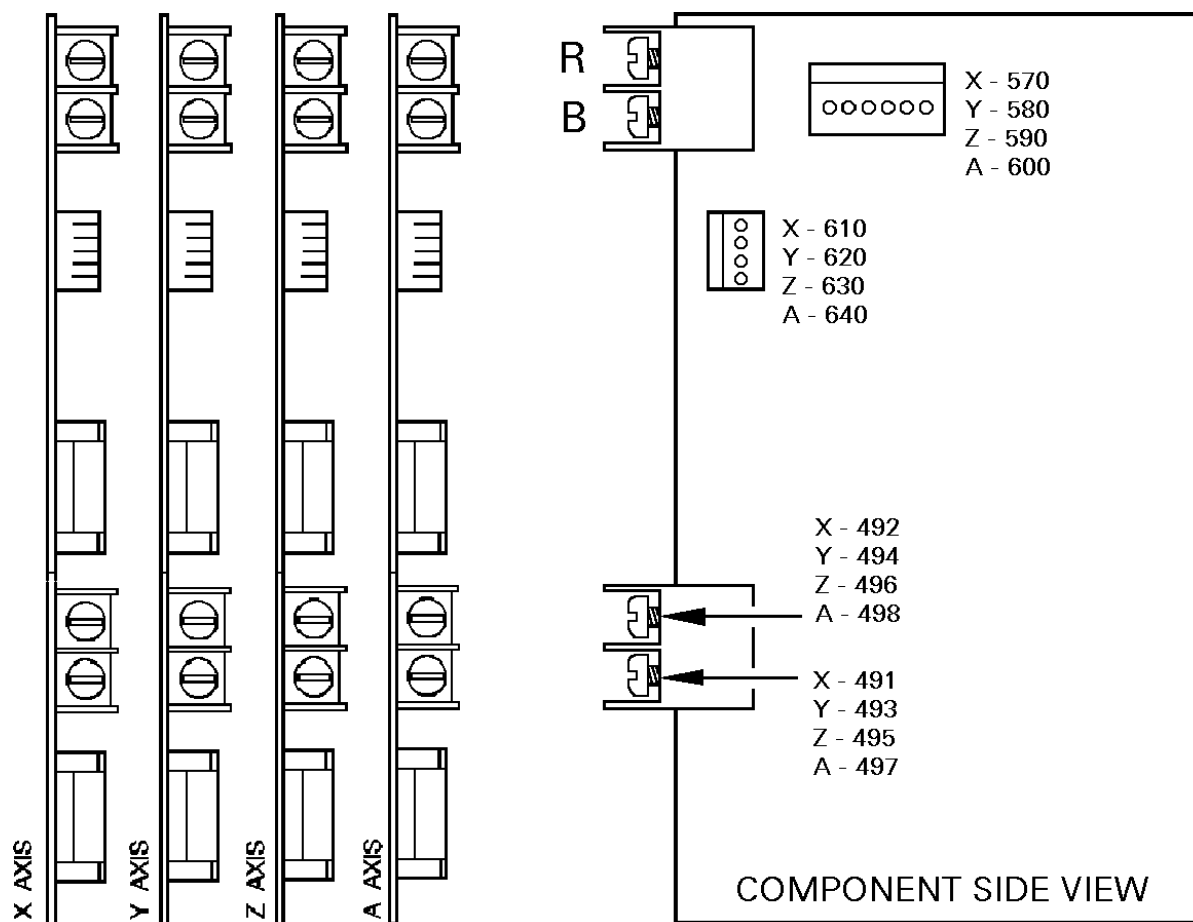 R
B
X - 570
Y - 580
Z - 590
A - 600
X - 610
Y - 620
Z - 630
A - 640
X - 492
Y - 494
Z - 496
A - 498
X - 491
Y - 493
Z - 495
A - 497
X AXIS
Y AXIS
Z AXIS
A AXIS
COMPONENT SIDE VIEW